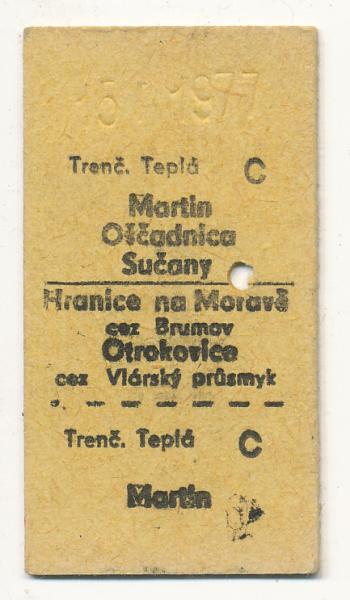 15 1977
Trenč. Teplá C
Martin
Oščadnica
Sučany
Hranice na Moravě
cez Brumov
Otrokovice
cez Vlárský průsmyk
Trenč. Teplá C
Martin